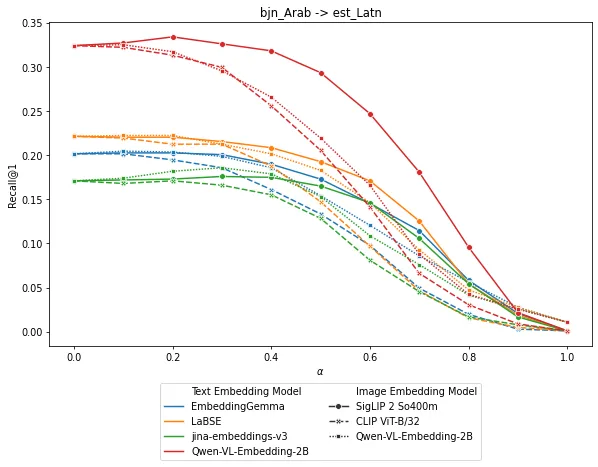 bjn_Arab -> est_Latn
Recall@1
0.35
0.30
0.25
0.20
0.15
0.10
0.05
0.00
0.0 0.2 0.4 0.6 0.8 1.0
α
Text Embedding Model
EmbeddingGemma
LaBSE
jina-embeddings-v3
Qwen-VL-Embedding-2B
Image Embedding Model
SigLIP 2 So400m
CLIP ViT-B/32
Qwen-VL-Embedding-2B